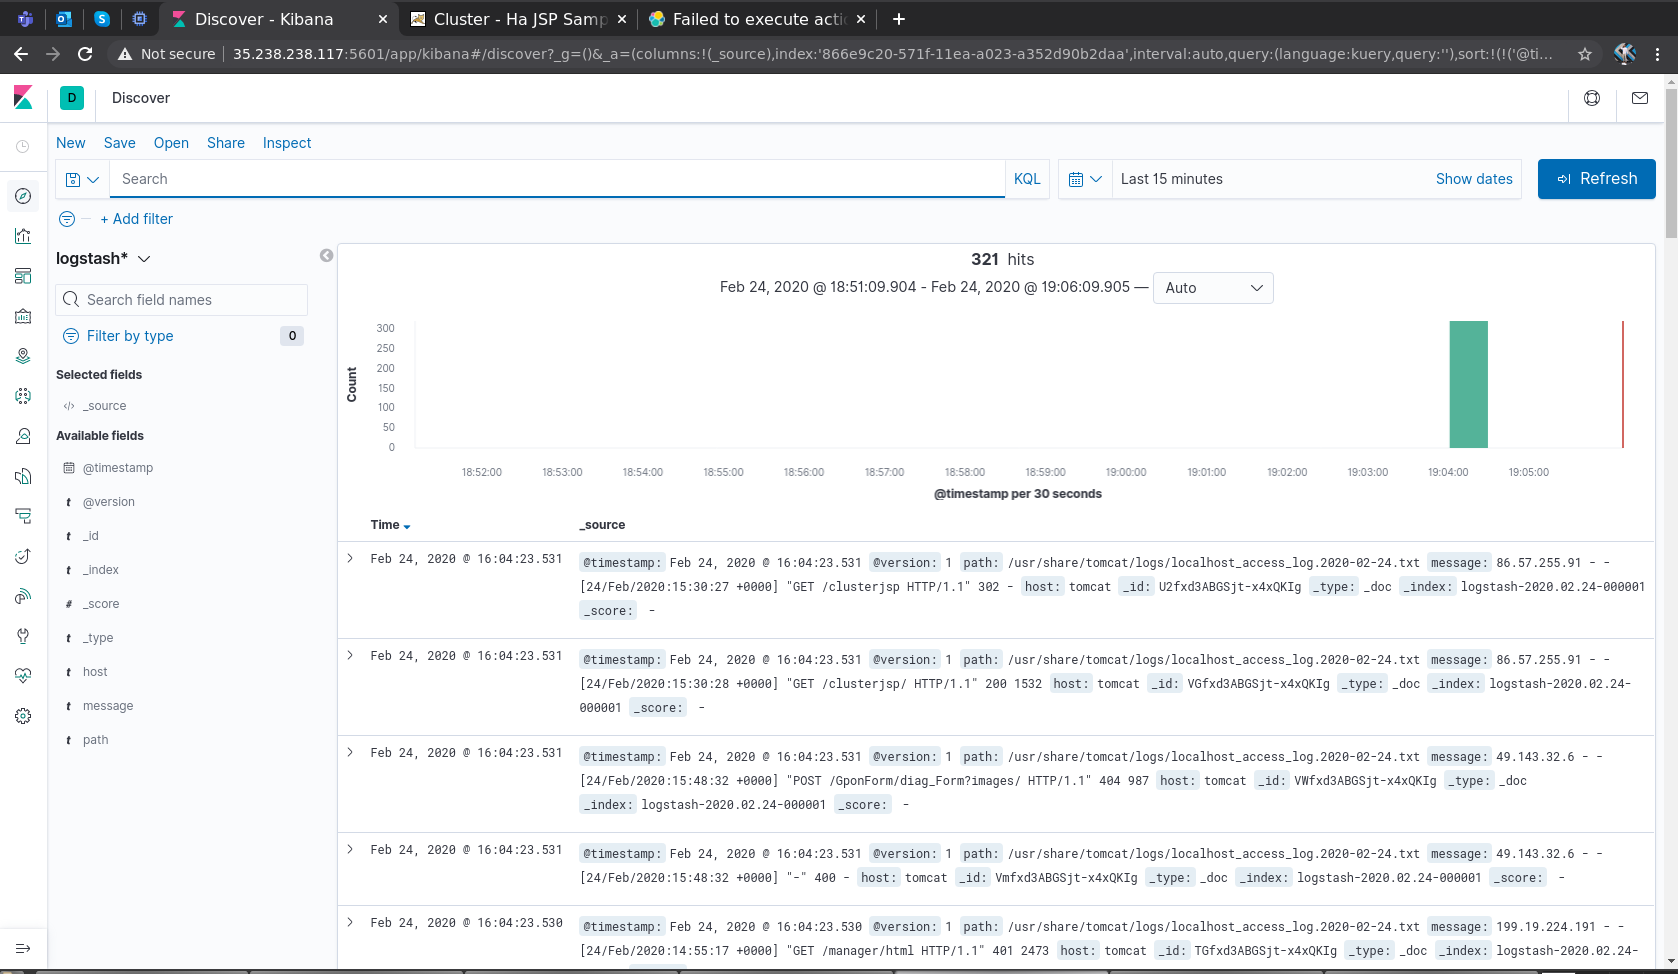 Discover - Kibana
Cluster - Ha JSP Samp
Failed to execute acti
Not secure 35.238.238.117:5601/app/kibana#/discover?_g=()&_a=(columns:!(_source),index:'866e9c20-571f-11ea-a023-a352d90b2daa',interval:auto,query:(language:kuery,query:''),sort:!(!('@ti...
D Discover
New Save Open Share Inspect
Search KQL Last 15 minutes Show dates Refresh
+ Add filter
logstash*
Search field names
Filter by type 0
Selected fields
_source
Available fields
@timestamp
t @version
t _id
t _index
# _score
t _type
t host
t message
t path
321 hits
Feb 24, 2020 @ 18:51:09.904 - Feb 24, 2020 @ 19:06:09.905 — Auto
300
250
200
150
100
50
0
Count
18:52:00 18:53:00 18:54:00 18:55:00 18:56:00 18:57:00 18:58:00 18:59:00 19:00:00 19:01:00 19:02:00 19:03:00 19:04:00 19:05:00
@timestamp per 30 seconds
Time _source
Feb 24, 2020 @ 16:04:23.531 @timestamp: Feb 24, 2020 @ 16:04:23.531 @version: 1 path: /usr/share/tomcat/logs/localhost_access_log.2020-02-24.txt message: 86.57.255.91 - -
[24/Feb/2020:15:30:27 +0000] "GET /clusterjsp HTTP/1.1" 302 - host: tomcat _id: U2fxd3ABGSjt-x4xQKIg _type: _doc _index: logstash-2020.02.24-000001
_score: -
Feb 24, 2020 @ 16:04:23.531 @timestamp: Feb 24, 2020 @ 16:04:23.531 @version: 1 path: /usr/share/tomcat/logs/localhost_access_log.2020-02-24.txt message: 86.57.255.91 - -
[24/Feb/2020:15:30:28 +0000] "GET /clusterjsp/ HTTP/1.1" 200 1532 host: tomcat _id: VGfxd3ABGSjt-x4xQKIg _type: _doc _index: logstash-2020.02.24-
000001 _score: -
Feb 24, 2020 @ 16:04:23.531 @timestamp: Feb 24, 2020 @ 16:04:23.531 @version: 1 path: /usr/share/tomcat/logs/localhost_access_log.2020-02-24.txt message: 49.143.32.6 - -
[24/Feb/2020:15:48:32 +0000] "POST /GponForm/diag_Form?images/ HTTP/1.1" 404 987 host: tomcat _id: VWfxd3ABGSjt-x4xQKIg _type: _doc
_index: logstash-2020.02.24-000001 _score: -
Feb 24, 2020 @ 16:04:23.531 @timestamp: Feb 24, 2020 @ 16:04:23.531 @version: 1 path: /usr/share/tomcat/logs/localhost_access_log.2020-02-24.txt message: 49.143.32.6 - -
[24/Feb/2020:15:48:32 +0000] "-" 400 - host: tomcat _id: Vmfxd3ABGSjt-x4xQKIg _type: _doc _index: logstash-2020.02.24-000001 _score: -
Feb 24, 2020 @ 16:04:23.530 @timestamp: Feb 24, 2020 @ 16:04:23.530 @version: 1 path: /usr/share/tomcat/logs/localhost_access_log.2020-02-24.txt message: 199.19.224.191 - -
[24/Feb/2020:14:55:17 +0000] "GET /manager/html HTTP/1.1" 401 2473 host: tomcat _id: TGfxd3ABGSjt-x4xQKIg _type: _doc _index: logstash-2020.02.24-